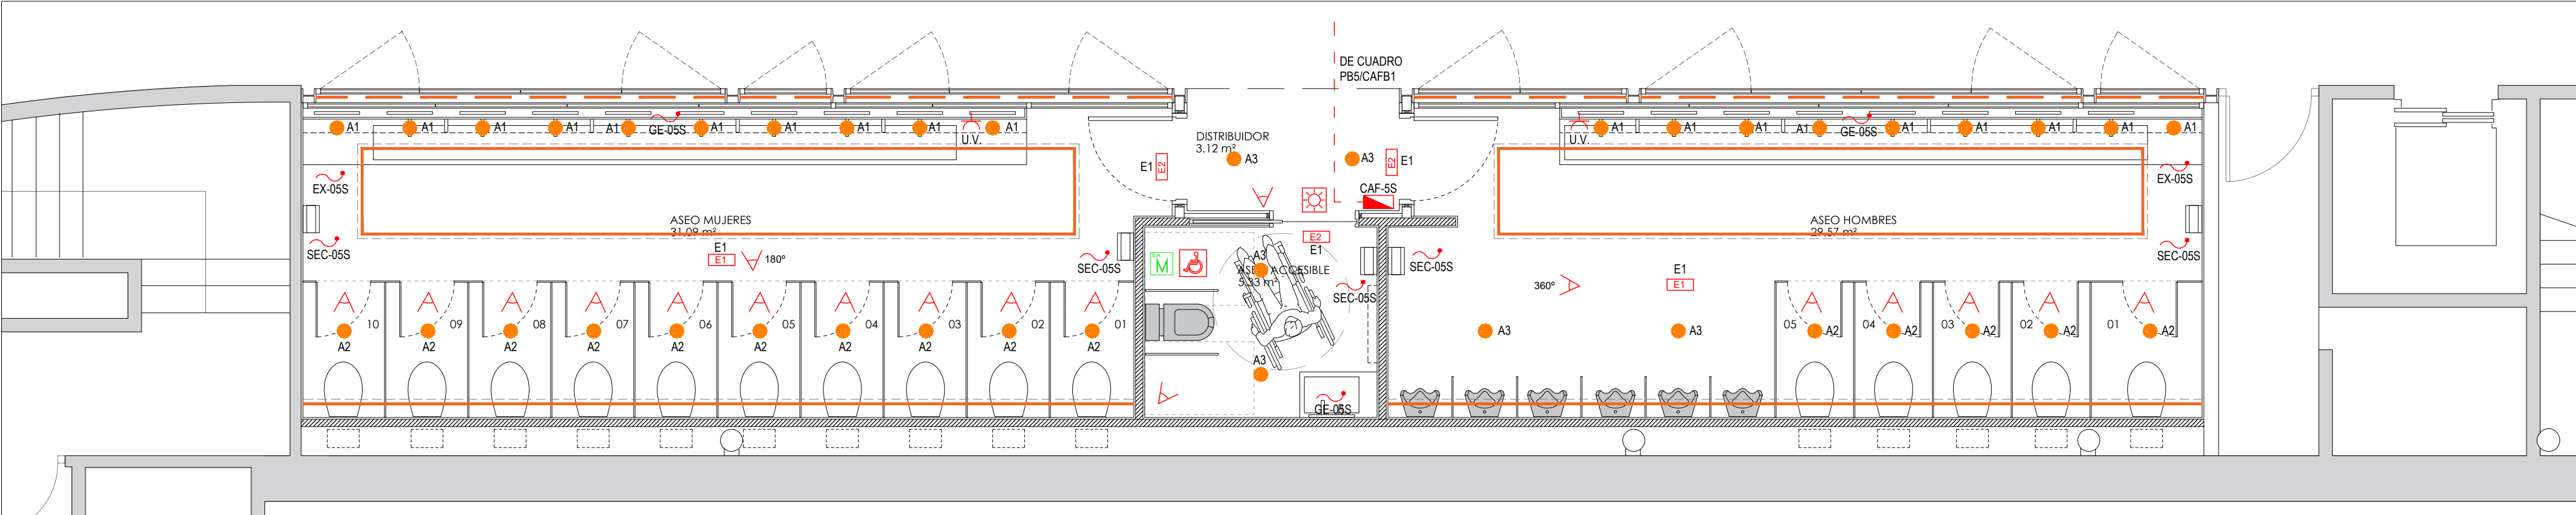 DE CUADRO
PB5/CAFB1
A1
A1
A1
A1
A1
GE-05S
A1
A1
A1
A1
U.V.
A1
DISTRIBUIDOR
3.12 m²
A3
A3
E1
E2
E2
E1
CAF-5S
U.V.
A1
A1
A1
A1
GE-05S
A1
A1
A1
A1
A1
EX-05S
EX-05S
ASEO MUJERES
31.09 m²
ASEO HOMBRES
29.57 m²
SEC-05S
E1
E1
180º
SEC-05S
M
E2
E1
A3
ASEO ACCESIBLE
5.33 m²
SEC-05S
SEC-05S
360º
E1
E1
SEC-05S
10
09
08
07
06
05
04
03
02
01
A2
A2
A2
A2
A2
A2
A2
A2
A2
A2
A3
GE-05S
A3
A3
05
A2
04
A2
03
A2
02
A2
01
A2